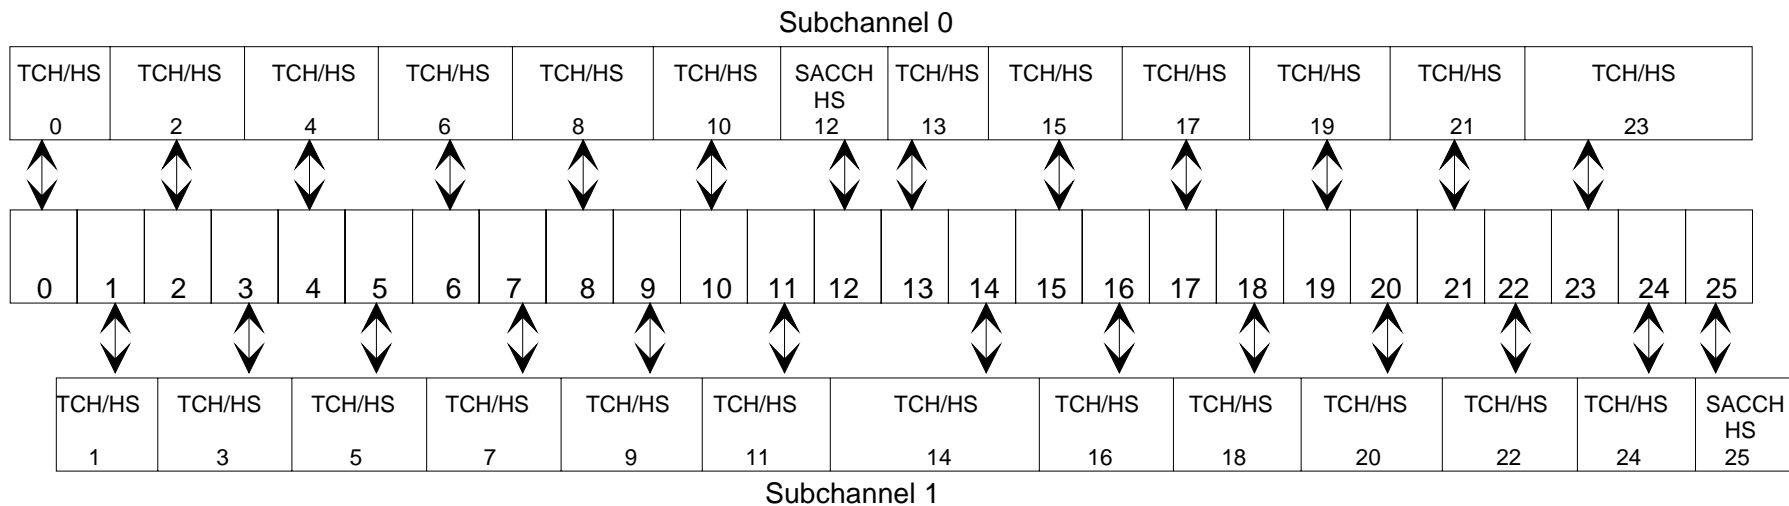 Subchannel 0
TCH/HS TCH/HS TCH/HS TCH/HS TCH/HS TCH/HS SACCH TCH/HS TCH/HS TCH/HS TCH/HS TCH/HS TCH/HS
HS
0 2 4 6 8 10 12 13 15 17 19 21 23
0 1 2 3 4 5 6 7 8 9 10 11 12 13 14 15 16 17 18 19 20 21 22 23 24 25
TCH/HS TCH/HS TCH/HS TCH/HS TCH/HS TCH/HS TCH/HS TCH/HS TCH/HS TCH/HS TCH/HS TCH/HS SACCH
HS
1 3 5 7 9 11 14 16 18 20 22 24 25
Subchannel 1